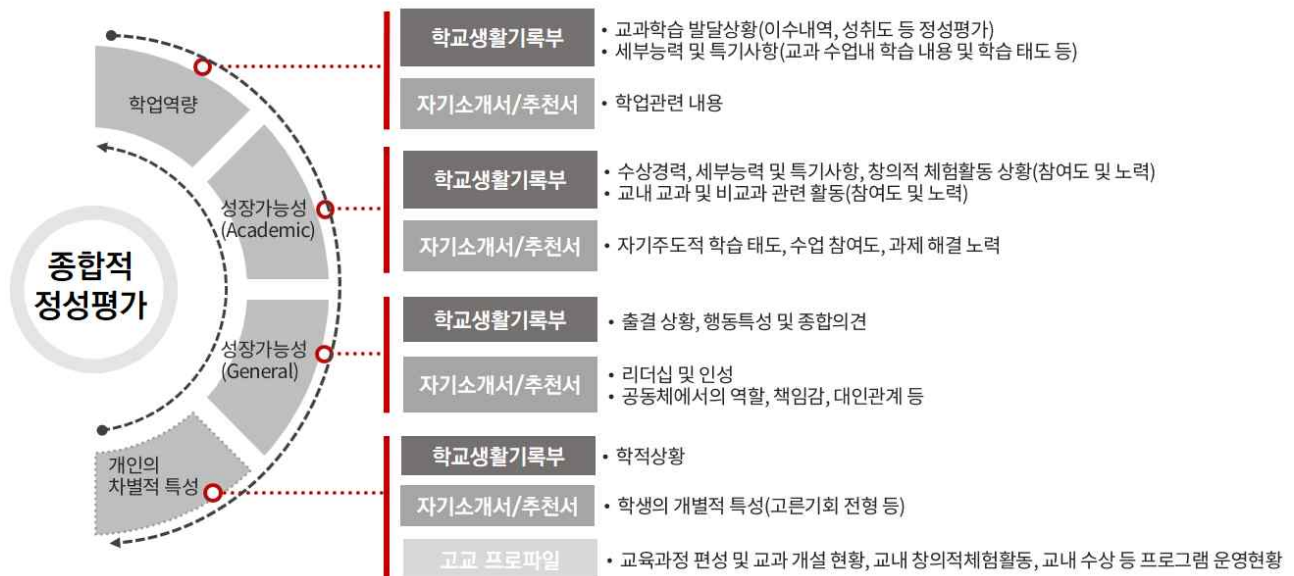 종합적
정성평가
학업역량
학교생활기록부
• 교과학습 발달상황(이수내역, 성취도 등 정성평가)
• 세부능력 및 특기사항(교과 수업내 학습 내용 및 학습 태도 등)
자기소개서/추천서
• 학업관련 내용
성장가능성
(Academic)
학교생활기록부
• 수상경력, 세부능력 및 특기사항, 창의적 체험활동 상황(참여도 및 노력)
• 교내 교과 및 비교과 관련 활동(참여도 및 노력)
자기소개서/추천서
• 자기주도적 학습 태도, 수업 참여도, 과제 해결 노력
성장가능성
(General)
학교생활기록부
• 출결 상황, 행동특성 및 종합의견
자기소개서/추천서
• 리더십 및 인성
• 공동체에서의 역할, 책임감, 대인관계 등
개인의
차별적 특성
학교생활기록부
• 학적상황
자기소개서/추천서
• 학생의 개별적 특성(고른기회 전형 등)
고교 프로파일
• 교육과정 편성 및 교과 개설 현황, 교내 창의적체험활동, 교내 수상 등 프로그램 운영현황